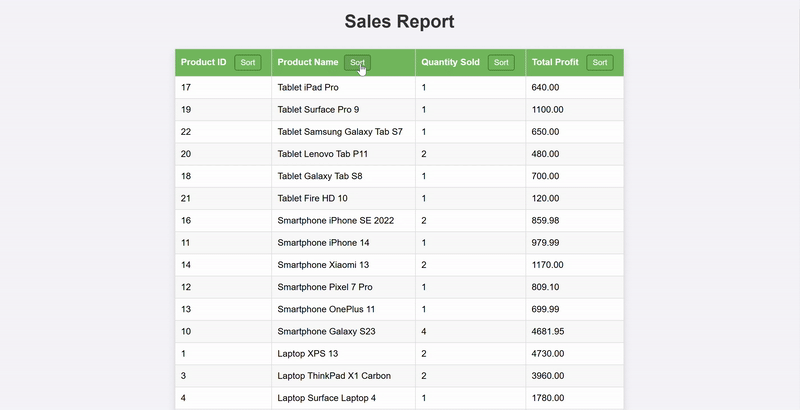 Sales Report
Product ID Sort Product Name Sort Quantity Sold Sort Total Profit Sort
17 Tablet iPad Pro 1 640.00
19 Tablet Surface Pro 9 1 1100.00
22 Tablet Samsung Galaxy Tab S7 1 650.00
20 Tablet Lenovo Tab P11 2 480.00
18 Tablet Galaxy Tab S8 1 700.00
21 Tablet Fire HD 10 1 120.00
16 Smartphone iPhone SE 2022 2 859.98
11 Smartphone iPhone 14 1 979.99
14 Smartphone Xiaomi 13 2 1170.00
12 Smartphone Pixel 7 Pro 1 809.10
13 Smartphone OnePlus 11 1 699.99
10 Smartphone Galaxy S23 4 4681.95
1 Laptop XPS 13 2 4730.00
3 Laptop ThinkPad X1 Carbon 2 3960.00
4 Laptop Surface Laptop 4 1 1780.00